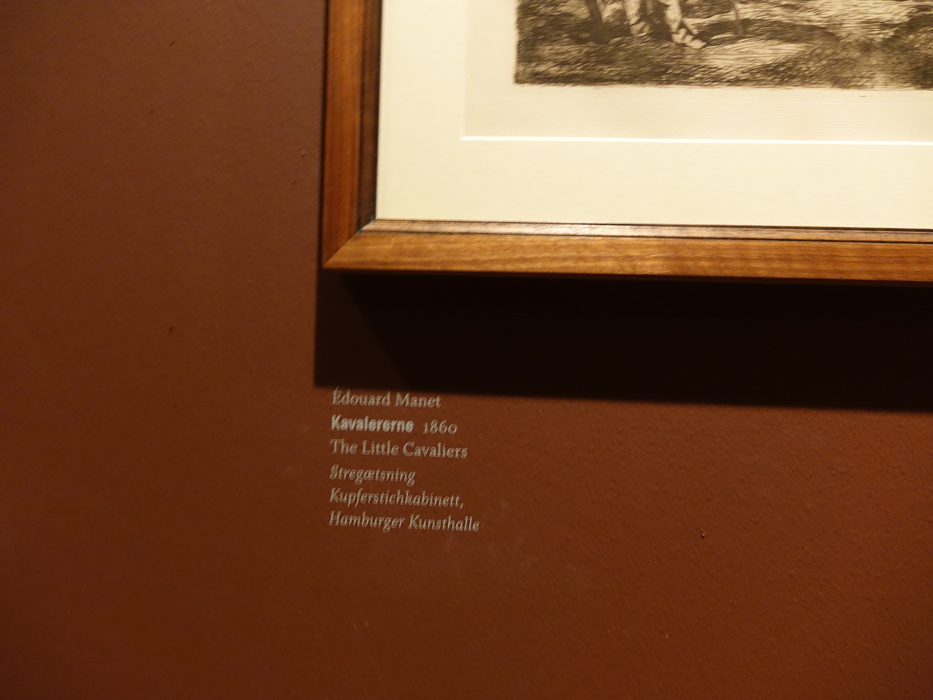 Édouard Manet
Kavalererne 1860
The Little Cavaliers
Stregætsning
Kupferstichkabinett,
Hamburger Kunsthalle